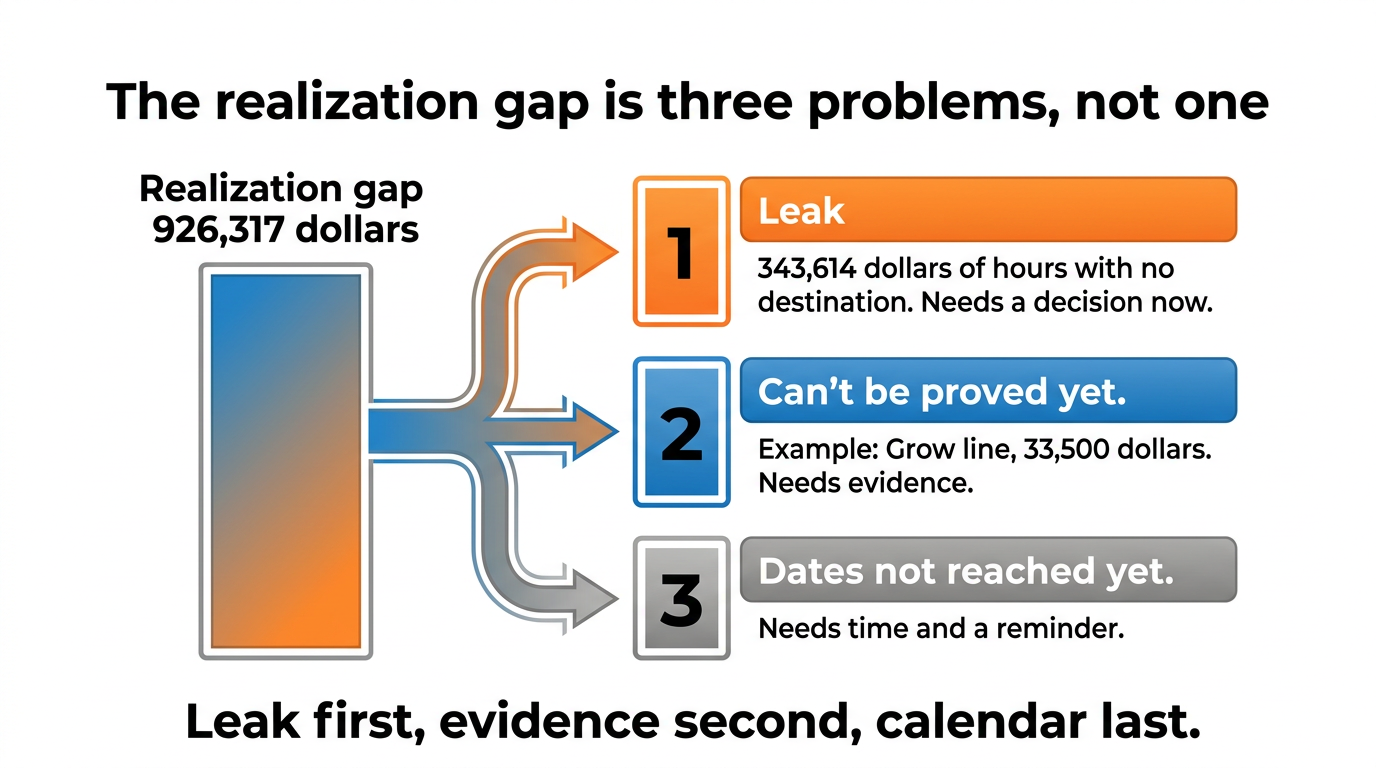 The realization gap is three problems, not one
Realization gap
926,317 dollars
1
Leak
343,614 dollars of hours with no
destination. Needs a decision now.
2
Can’t be proved yet.
Example: Grow line, 33,500 dollars.
Needs evidence.
3
Dates not reached yet.
Needs time and a reminder.
Leak first, evidence second, calendar last.